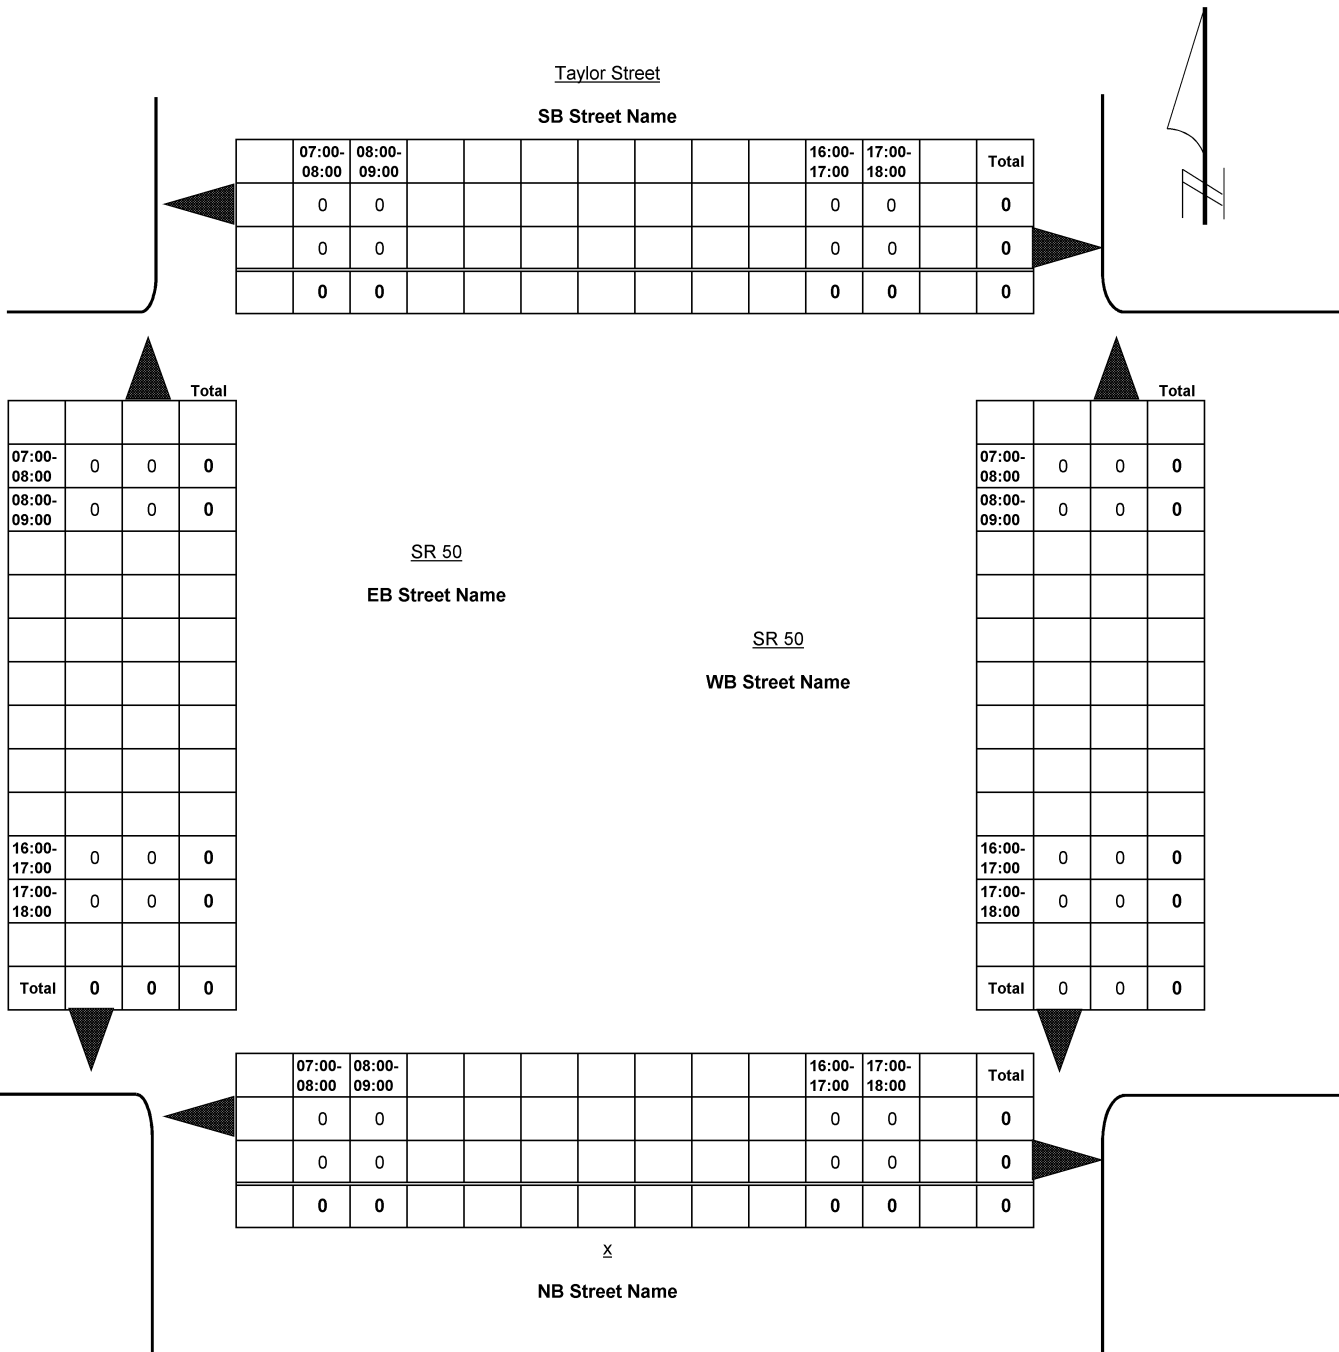 Taylor Street
SB Street Name
07:00- 08:00- 16:00- 17:00- Total
08:00 09:00 17:00 18:00
0 0 0 0 0
0 0 0 0 0
0 0 0 0 0
Total
07:00-
08:00 0 0 0
08:00-
09:00 0 0 0
16:00-
17:00 0 0 0
17:00-
18:00 0 0 0
Total 0 0 0
SR 50
EB Street Name
SR 50
WB Street Name
Total
07:00-
08:00 0 0 0
08:00-
09:00 0 0 0
16:00-
17:00 0 0 0
17:00-
18:00 0 0 0
Total 0 0 0
07:00- 08:00- 16:00- 17:00- Total
08:00 09:00 17:00 18:00
0 0 0 0 0
0 0 0 0 0
0 0 0 0 0
x
NB Street Name